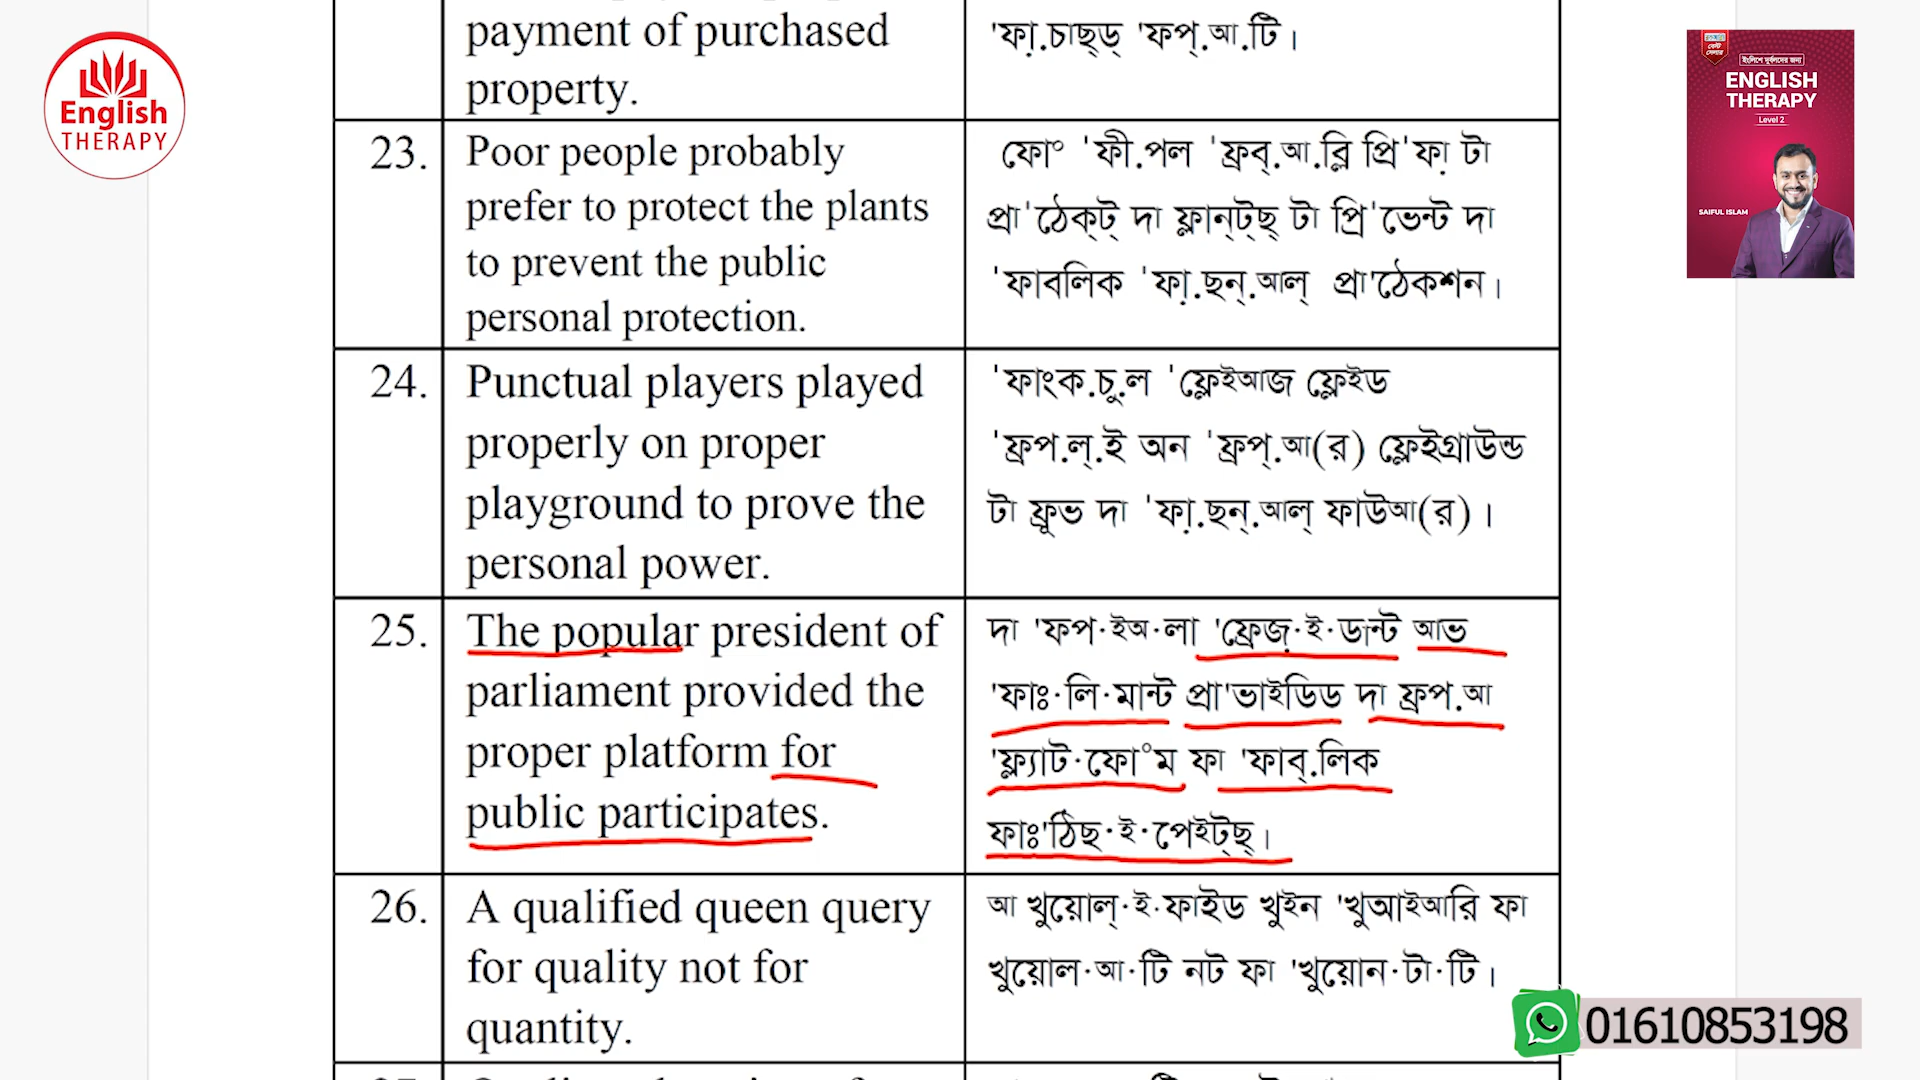 English
THERAPY
payment of purchased
property.
'ফা়.চাছ্ড্ 'ফপ্.আ.টি।
23.
Poor people probably
prefer to protect the plants
to prevent the public
personal protection.
ফো° 'ফী.পল 'ফ্রব্.আ.ব্লি প্রি'ফা় টা
প্রা'ঠেক্ট্ দা ফ্লান্ট্ছ্ টা প্রি'ভেন্ট দা
'ফাবলিক 'ফা়.ছন্.আল্ প্রা'ঠেকশন।
24.
Punctual players played
properly on proper
playground to prove the
personal power.
'ফাংক.চু.ল 'ফ্লেইআজ ফ্লেইড
'ফ্রপ.ল্.ই অন 'ফ্রপ্.আ(র) ফ্লেইগ্রাউন্ড
টা ফ্রূভ দা 'ফা়.ছন্.আল্ ফাউআ(র)।
25.
The popular president of
parliament provided the
proper platform for
public participates.
দা 'ফপ·ইঅ·লা 'ফ্রেজ়·ই·ডান্ট আভ
'ফাঃ·লি·মান্ট প্রা'ভাইডিড দা ফ্রপ.আ
'ফ্ল্যাট·ফো°ম ফা 'ফাব্.লিক
ফাঃ'ঠিছ·ই·পেইট্ছ্।
26.
A qualified queen query
for quality not for
quantity.
আ খুয়োল্·ই·ফাইড খুইন 'খুআইআরি ফা
খুয়োল·আ·টি নট ফা 'খুয়োন·টা·টি।
ইংলিশে দুর্বলদের জন্য
ENGLISH
THERAPY
Level 2
SAIFUL ISLAM
01610853198